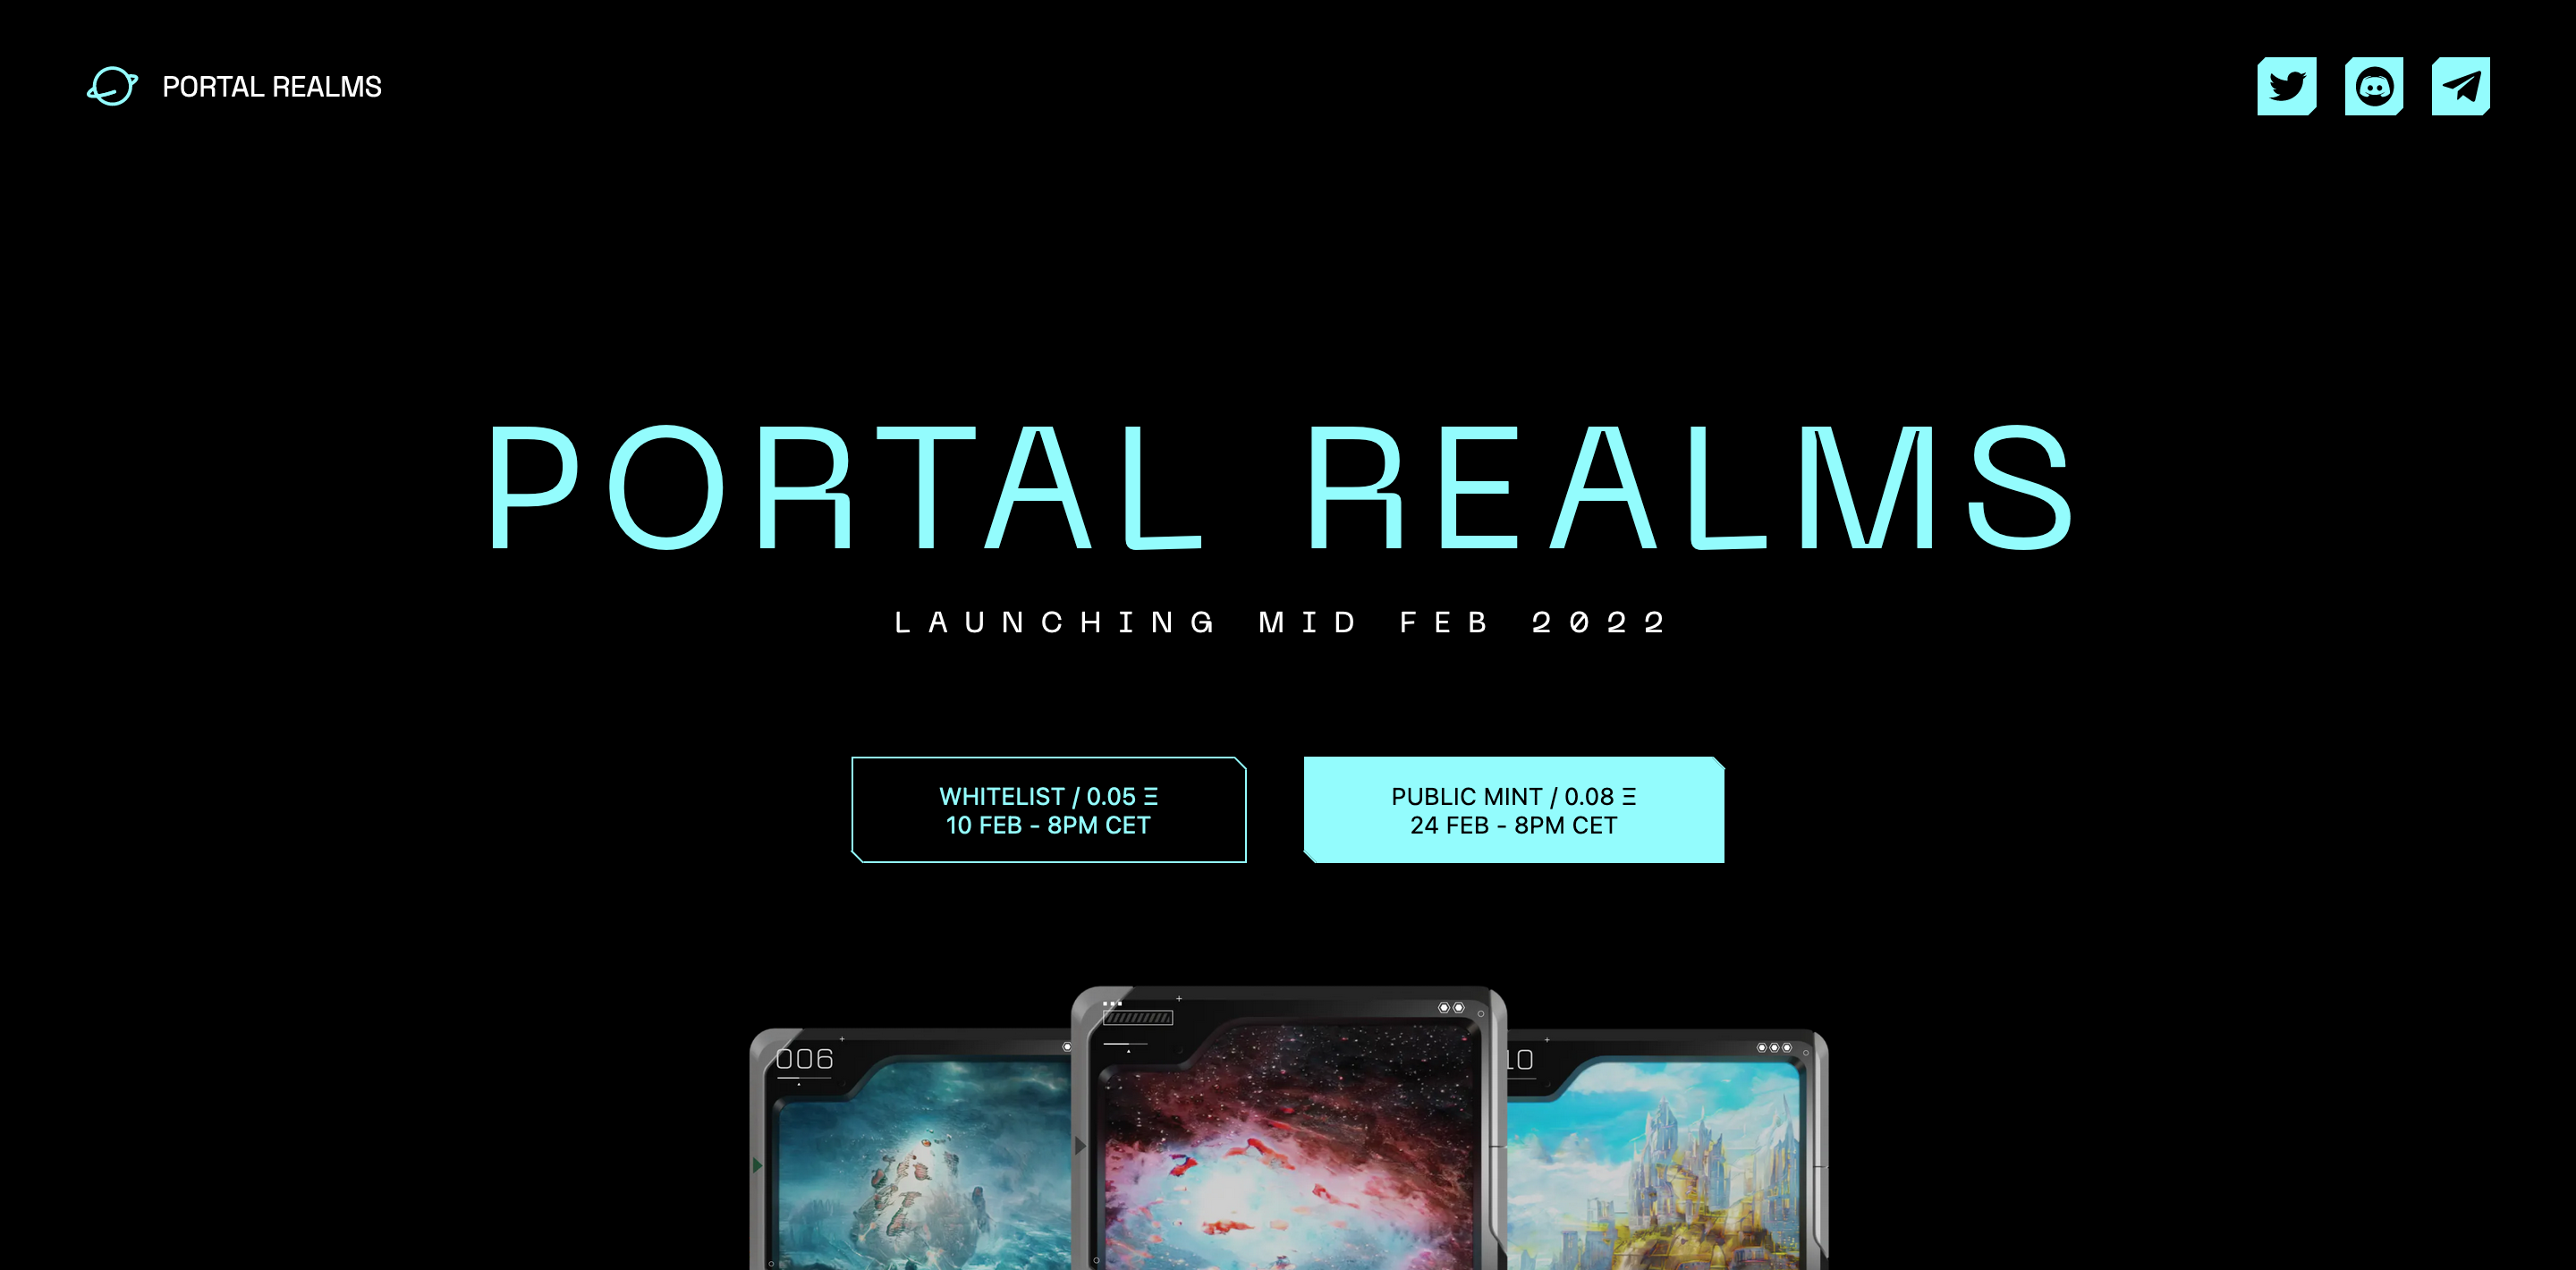 PORTAL REALMS
PORTAL REALMS
LAUNCHING MID FEB 2022
WHITELIST / 0.05 Ξ
10 FEB - 8PM CET
PUBLIC MINT / 0.08 Ξ
24 FEB - 8PM CET
006
10